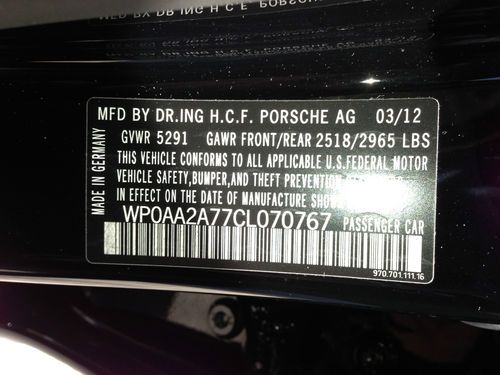 MFD BY DR.ING H.C.F. PORSCHE AG 03/12
GVWR 5291 GAWR FRONT/REAR 2518/2965 LBS
THIS VEHICLE CONFORMS TO ALL APPLICABLE U.S.FEDERAL MOTOR
VEHICLE SAFETY,BUMPER,AND THEFT PREVENTION
IN EFFECT ON THE DATE OF MANUFACTURE SHOWN ABOVE
WP0AA2A77CL070767 PASSENGER CAR
970.701.111.16
MADE IN GERMANY